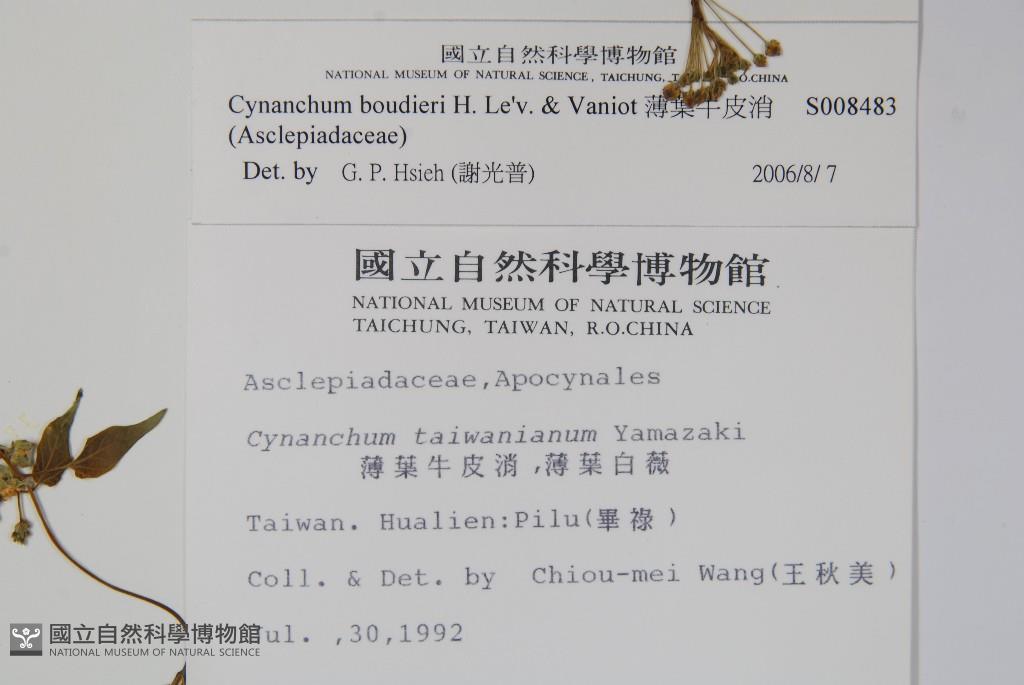 國立自然科學博物館
NATIONAL MUSEUM OF NATURAL SCIENCE, TAICHUNG, R.O.CHINA
Cynanchum boudieri H. Le'v. & Vaniot 薄葉牛皮消 S008483
(Asclepiadaceae)
Det. by G. P. Hsieh (謝光普) 2006/8/ 7
國立自然科學博物館
NATIONAL MUSEUM OF NATURAL SCIENCE
TAICHUNG, TAIWAN, R.O.CHINA
Asclepiadaceae,Apocynales
Cynanchum taiwanianum Yamazaki
薄葉牛皮消,薄葉白薇
Taiwan. Hualien:Pilu(畢祿)
Coll. & Det. by Chiou-mei Wang(王秋美)
,30,1992
國立自然科學博物館
NATIONAL MUSEUM OF NATURAL SCIENCE